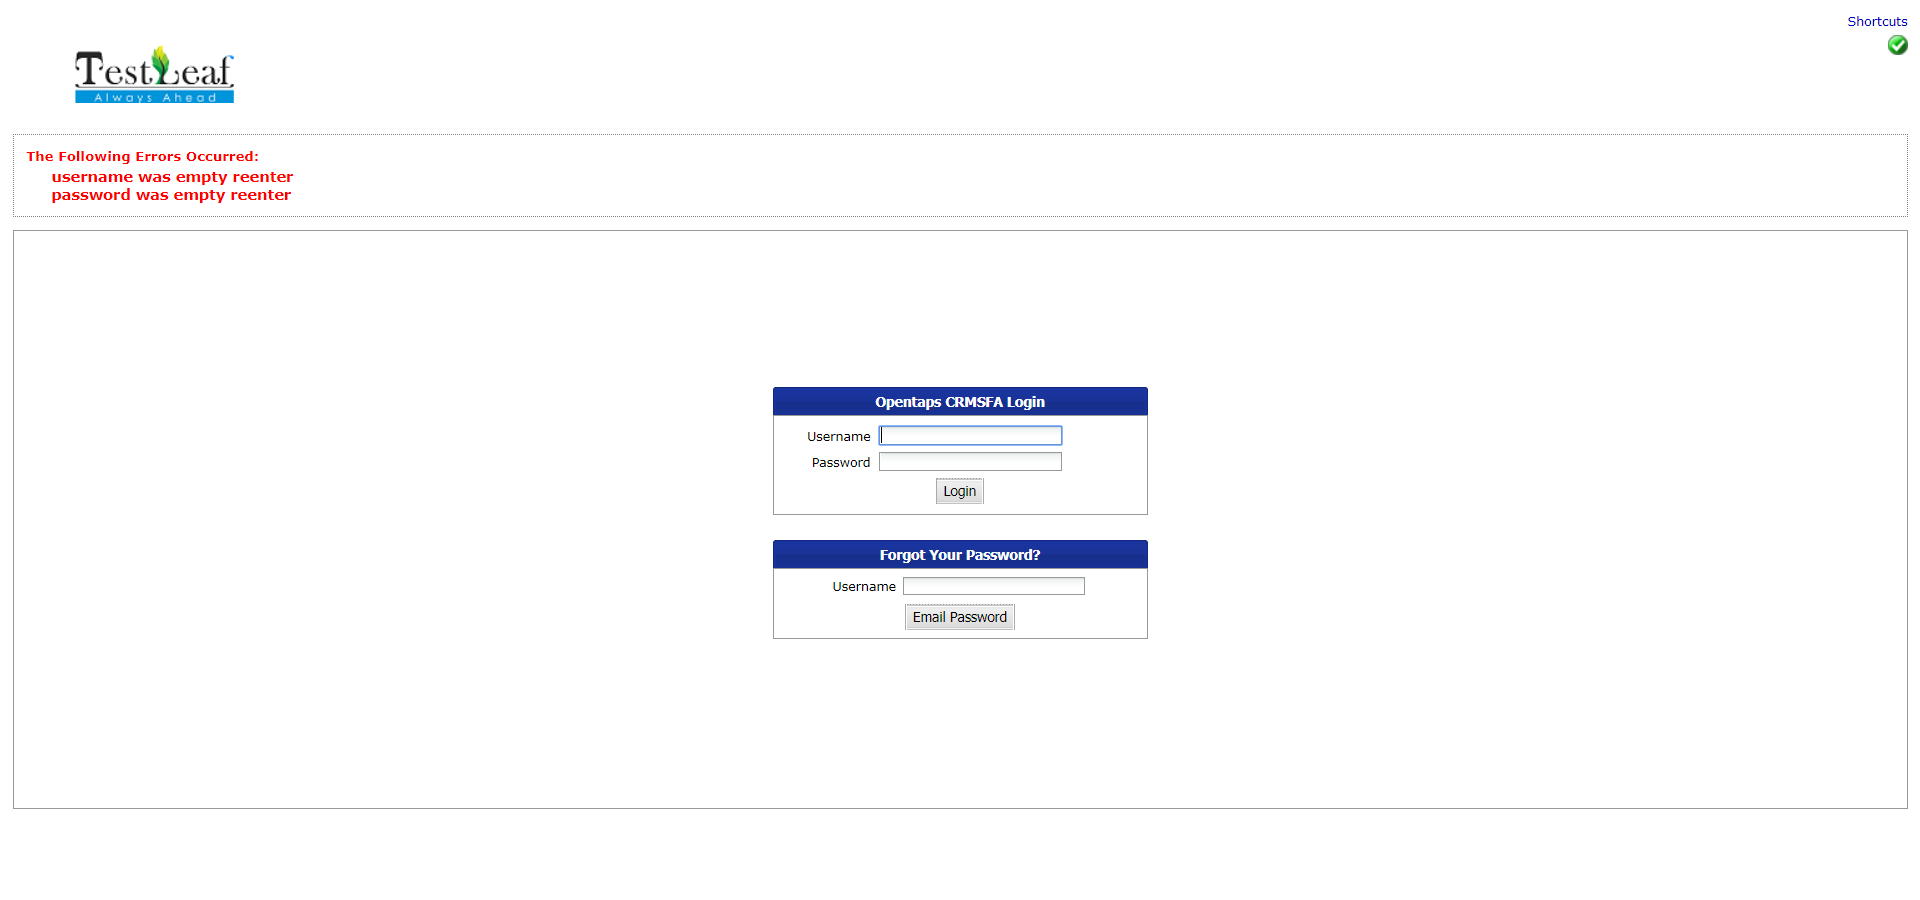 Shortcuts
TestLeaf
Always Ahead
The Following Errors Occurred:
username was empty reenter
password was empty reenter
Opentaps CRMSFA Login
Username
Password
Login
Forgot Your Password?
Username
Email Password